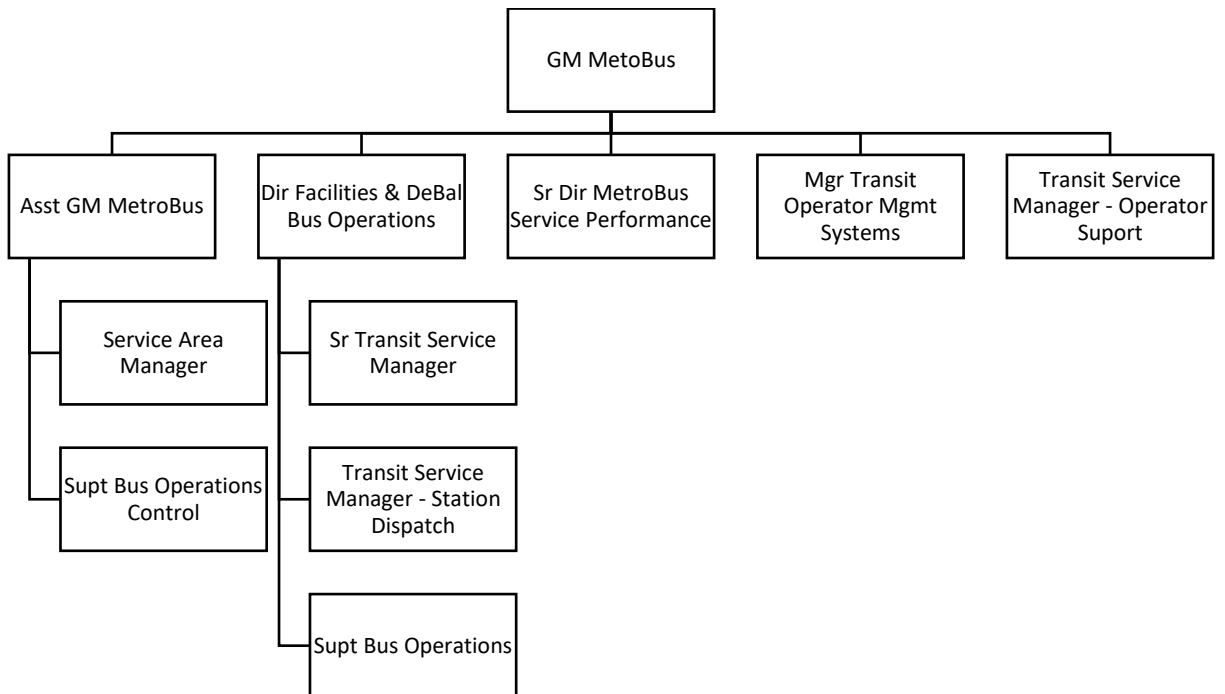 GM MetoBus
Asst GM MetroBus
Dir Facilities & DeBal
Bus Operations
Sr Dir MetroBus
Service Performance
Mgr Transit
Operator Mgmt
Systems
Transit Service
Manager - Operator
Suport
Service Area
Manager
Supt Bus Operations
Control
Sr Transit Service
Manager
Transit Service
Manager - Station
Dispatch
Supt Bus Operations